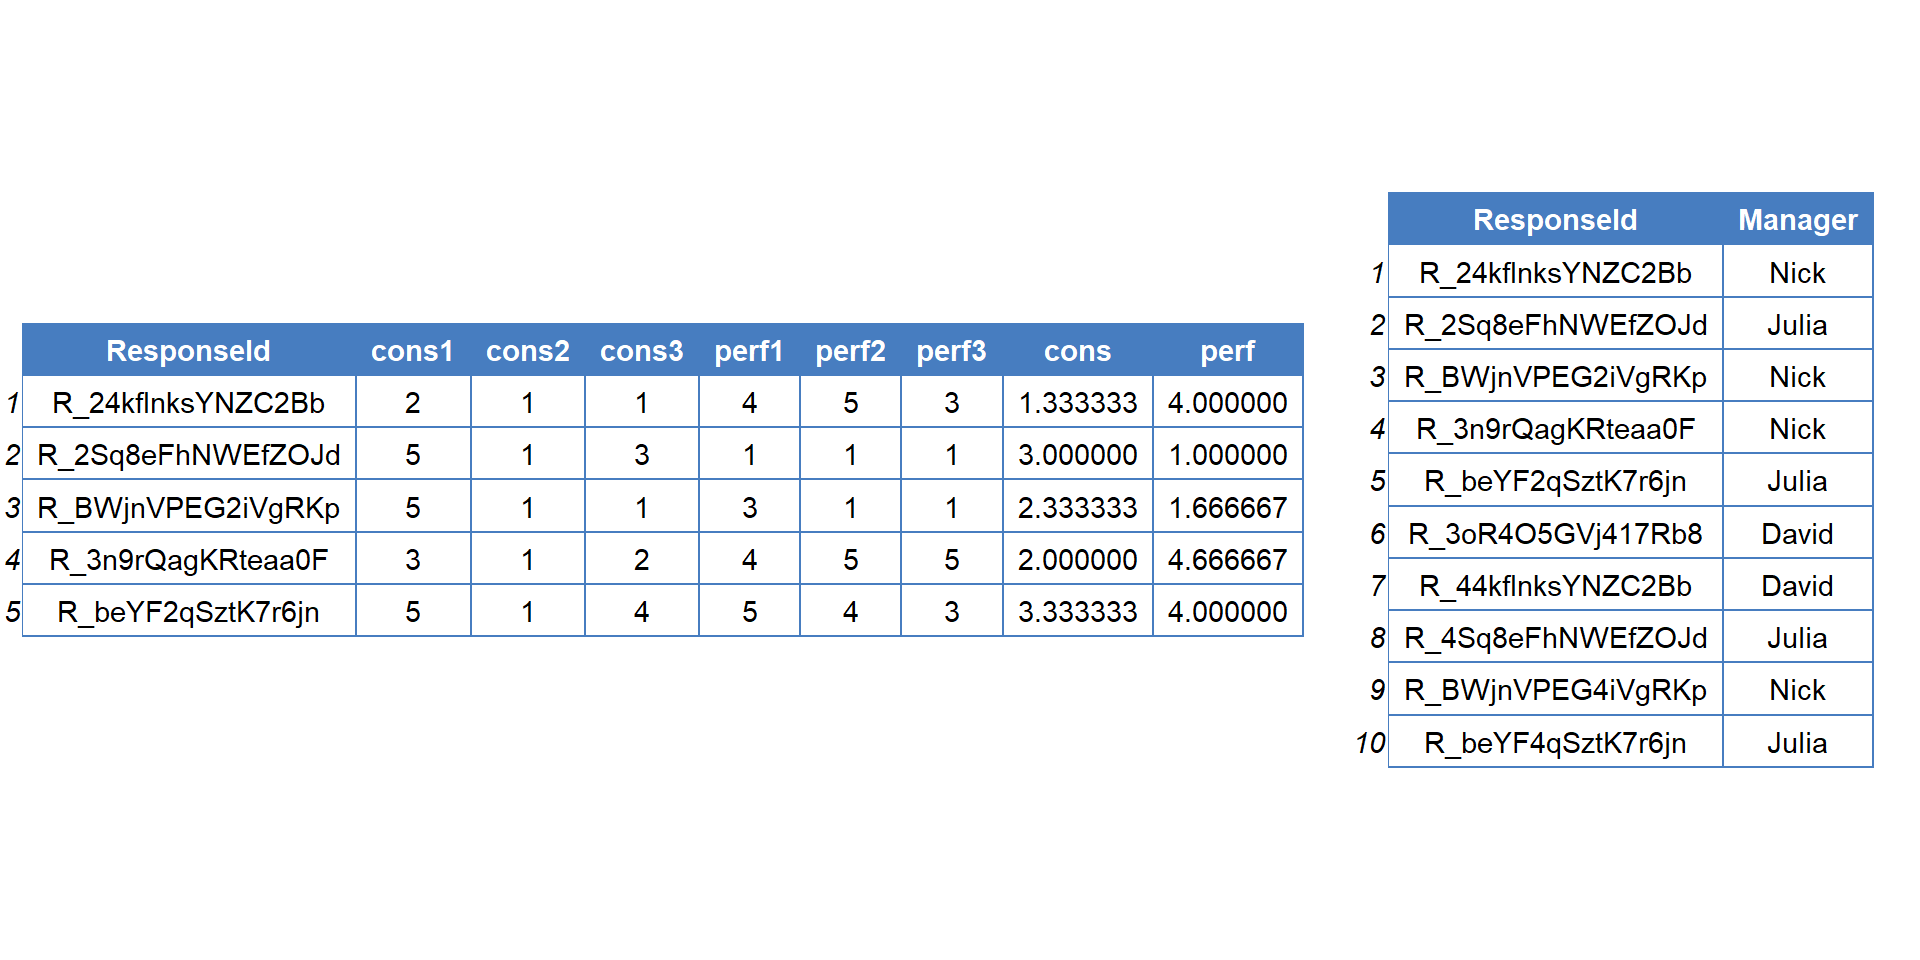 ResponseId cons1 cons2 cons3 perf1 perf2 perf3 cons perf
1 R_24kflnksYNZC2Bb 2 1 1 4 5 3 1.333333 4.000000
2 R_2Sq8eFhNWEfZOJd 5 1 3 1 1 1 3.000000 1.000000
3 R_BWjnVPEG2iVgRKp 5 1 1 3 1 1 2.333333 1.666667
4 R_3n9rQagKRteaa0F 3 1 2 4 5 5 2.000000 4.666667
5 R_beYF2qSztK7r6jn 5 1 4 5 4 3 3.333333 4.000000
ResponseId Manager
1 R_24kflnksYNZC2Bb Nick
2 R_2Sq8eFhNWEfZOJd Julia
3 R_BWjnVPEG2iVgRKp Nick
4 R_3n9rQagKRteaa0F Nick
5 R_beYF2qSztK7r6jn Julia
6 R_3oR4O5GVj417Rb8 David
7 R_44kflnksYNZC2Bb David
8 R_4Sq8eFhNWEfZOJd Julia
9 R_BWjnVPEG4iVgRKp Nick
10 R_beYF4qSztK7r6jn Julia